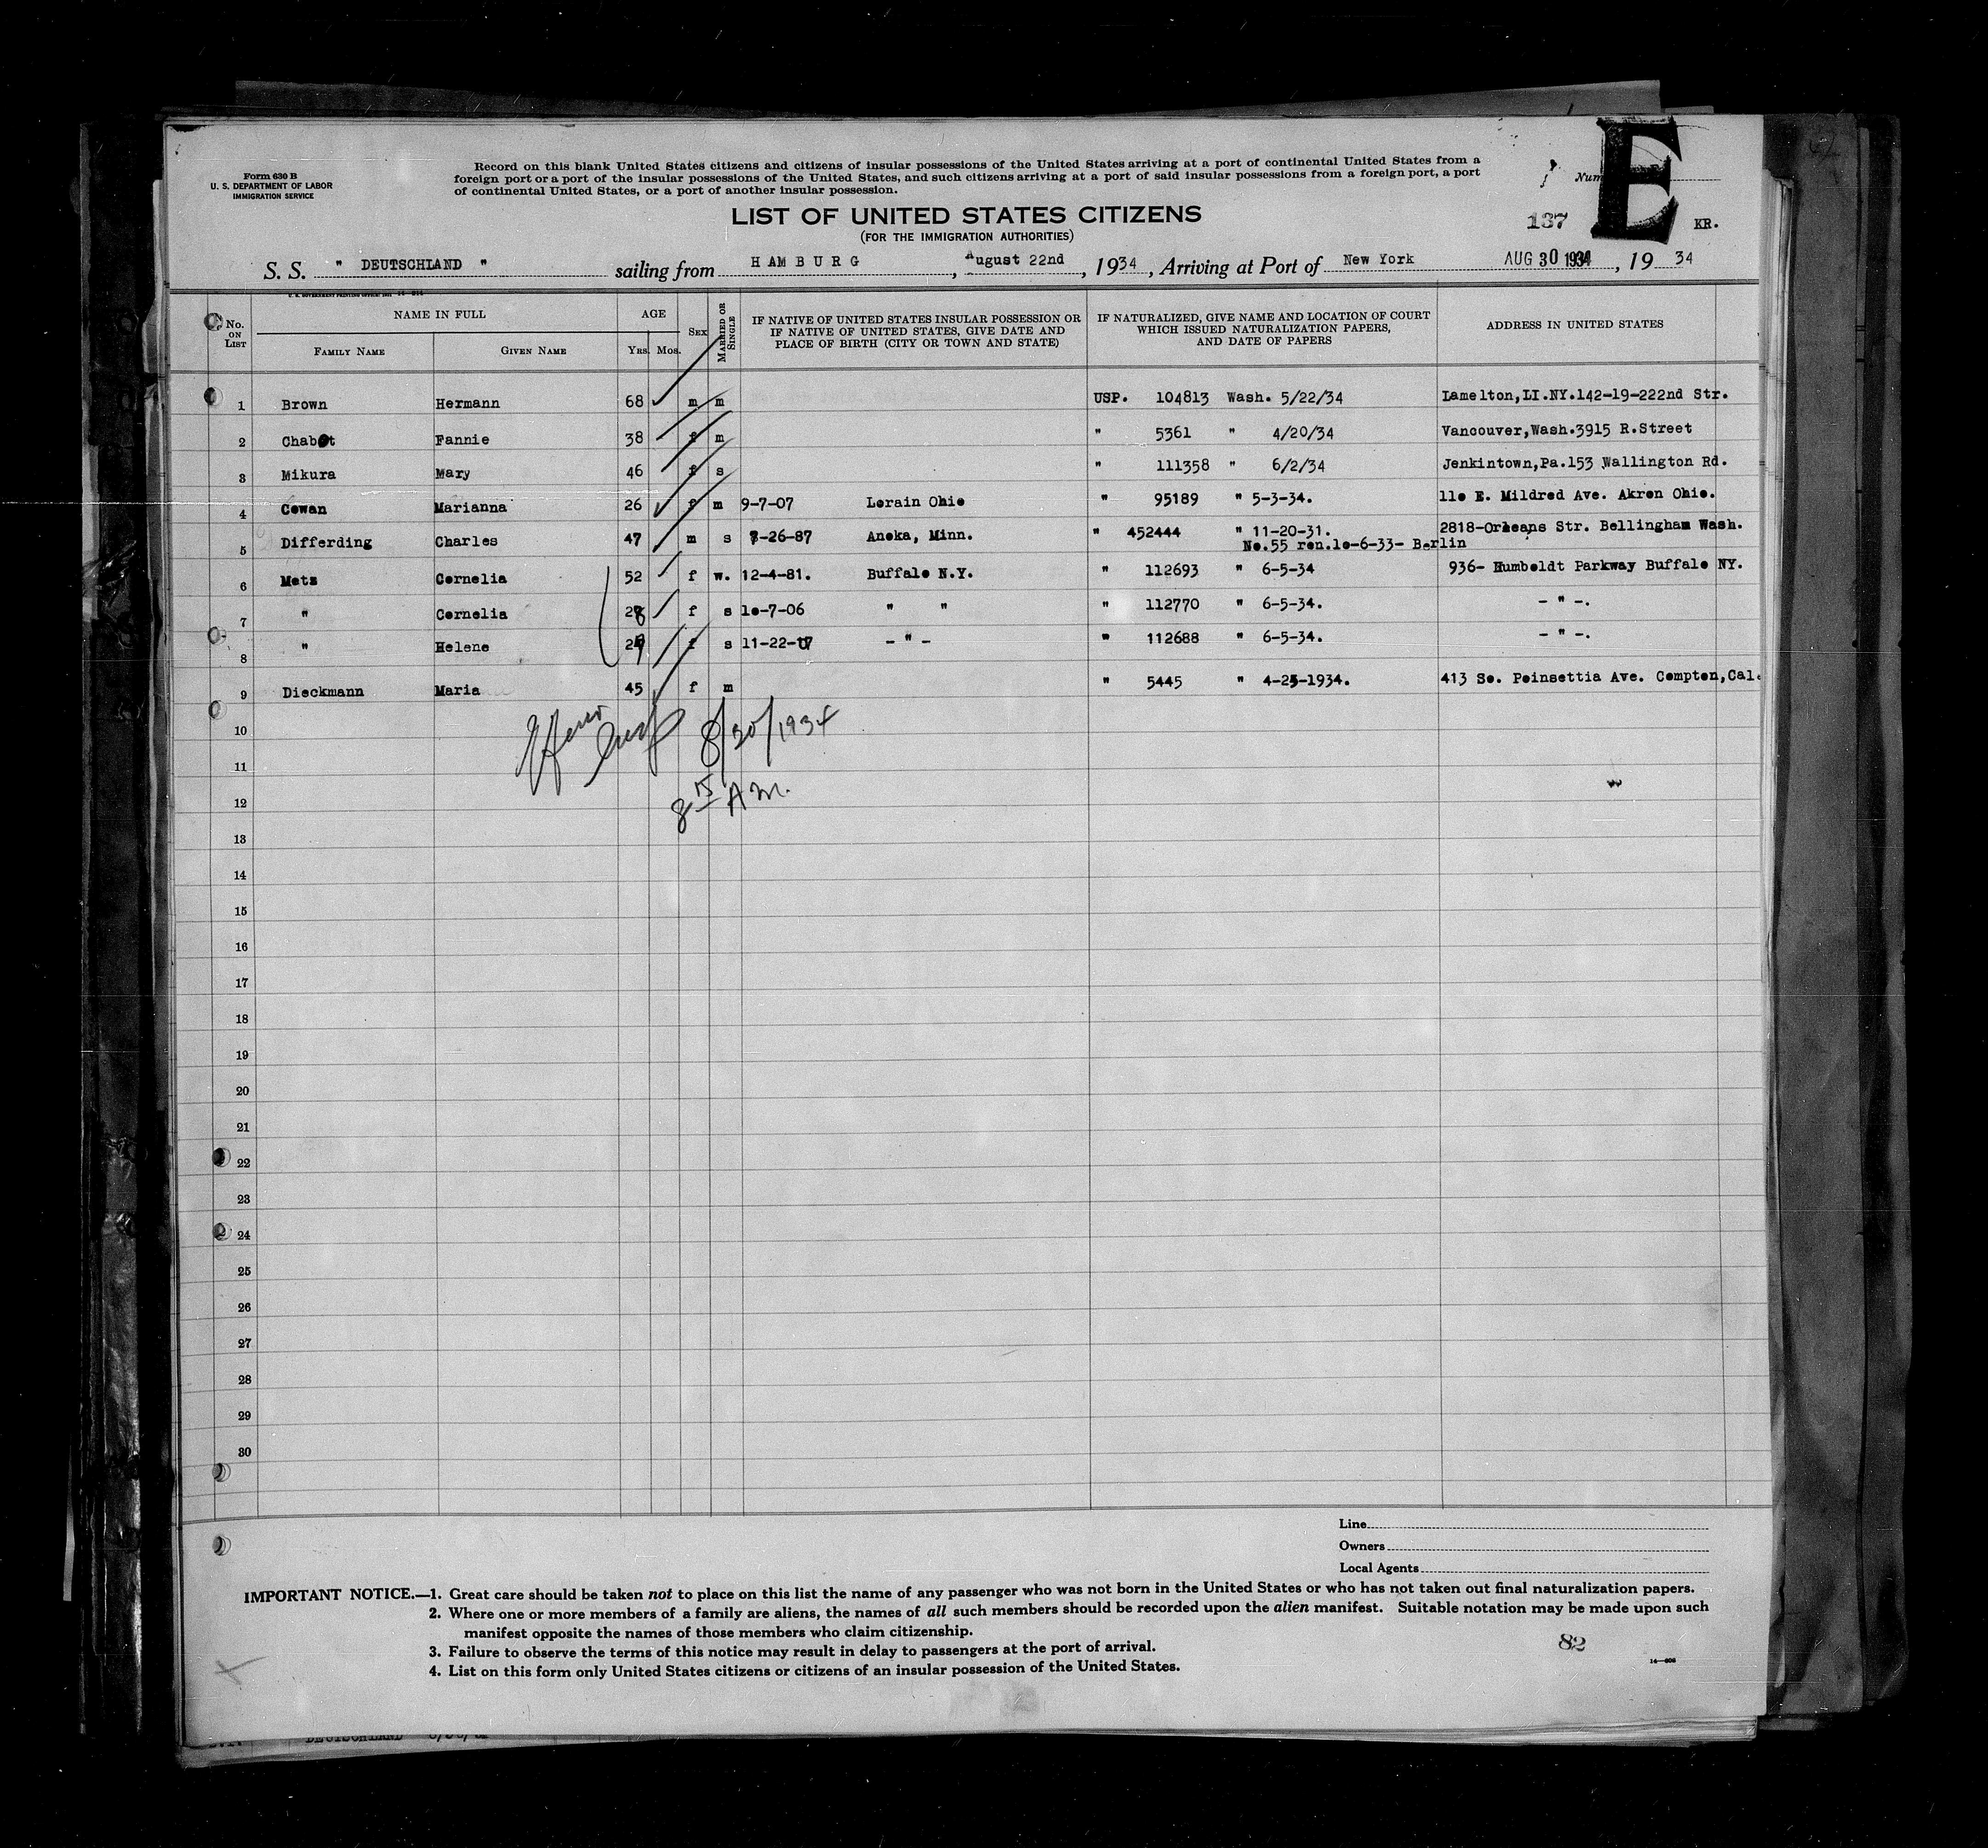 Form 630 B
U. S. DEPARTMENT OF LABOR
IMMIGRATION SERVICE
Record on this blank United States citizens and citizens of insular possessions of the United States arriving at a port of continental United States from a
foreign port or a port of the insular possessions of the United States, and such citizens arriving at a port of said insular possessions from a foreign port, a port
of continental United States, or a port of another insular possession.
E
LIST OF UNITED STATES CITIZENS
(FOR THE IMMIGRATION AUTHORITIES)
137 KR.
S. S. " DEUTSCHLAND " sailing from HAMBURG, August 22nd, 1934, Arriving at Port of New York AUG 30 1934, 19 34
No. ON LIST
NAME IN FULL
FAMILY NAME
GIVEN NAME
AGE
YRS. MOS.
SEX
MARRIED OR SINGLE
IF NATIVE OF UNITED STATES INSULAR POSSESSION OR
IF NATIVE OF UNITED STATES, GIVE DATE AND
PLACE OF BIRTH (CITY OR TOWN AND STATE)
IF NATURALIZED, GIVE NAME AND LOCATION OF COURT
WHICH ISSUED NATURALIZATION PAPERS,
AND DATE OF PAPERS
ADDRESS IN UNITED STATES
1 Brown Hermann 68 m m USP. 104813 Wash. 5/22/34 Lamelton,LI.NY.142-19-222nd Str.
2 Chabot Fannie 38 f m " 5361 " 4/20/34 Vancouver,Wash.3915 R.Street
3 Mikura Mary 46 f s " 111358 " 6/2/34 Jenkintown,Pa.153 Wallington Rd.
4 Cowan Marianna 26 f m 9-7-07 Lorain Ohio " 95189 " 5-3-34. 11o E. Mildred Ave. Akron Ohio.
5 Differding Charles 47 m s -26-87 Anoka, Minn. " 452444 " 11-20-31. 2818-Orleans Str. Bellingham Wash.
No.55 ren.1o-6-33- Berlin
6 Metz Cornelia 52 f w. 12-4-81. Buffalo N.Y. " 112693 " 6-5-34 936- Humboldt Parkway Buffalo NY.
7 " Cornelia 28 f s 1o-7-06 " " " 112770 " 6-5-34. - " -.
8 " Helene f s 11-22-07 - " - " 112688 " 6-5-34. - " -.
9 Dieckmann Maria 45 f m " 5445 " 4-25-1934. 413 So. Poinsettia Ave. Compton,Cal.
8/30/1934
8 15 A M.
10
11
12
13
14
15
16
17
18
19
20
21
22
23
24
25
26
27
28
29
30
Line
Owners
Local Agents
IMPORTANT NOTICE.—1. Great care should be taken not to place on this list the name of any passenger who was not born in the United States or who has not taken out final naturalization papers.
2. Where one or more members of a family are aliens, the names of all such members should be recorded upon the alien manifest. Suitable notation may be made upon such
manifest opposite the names of those members who claim citizenship.
3. Failure to observe the terms of this notice may result in delay to passengers at the port of arrival.
4. List on this form only United States citizens or citizens of an insular possession of the United States.
82
DEUTSCHLAND